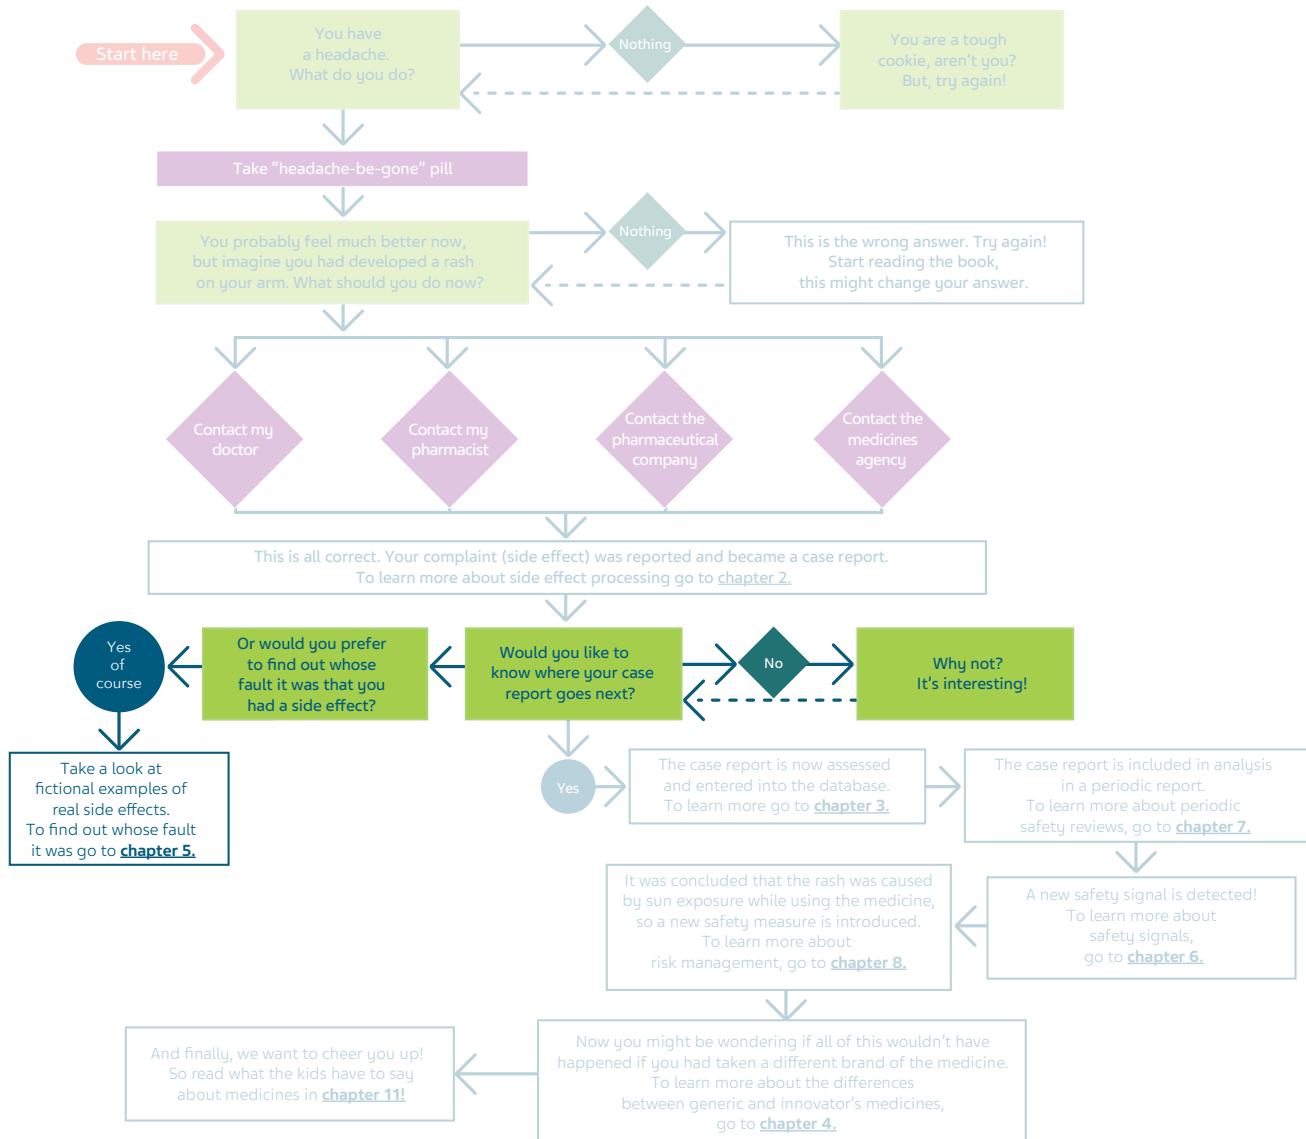 Start here
You have
a headache.
What do you do?
Nothing
You are a tough
cookie, aren't you?
But, try again!
Take “headache-be-gone” pill
You probably feel much better now,
but imagine you had developed a rash
on your arm. What should you do now?
Nothing
This is the wrong answer. Try again!
Start reading the book,
this might change your answer.
Contact my
doctor
Contact my
pharmacist
Contact the
pharmaceutical
company
Contact the
medicines
agency
This is all correct. Your complaint (side effect) was reported and became a case report.
To learn more about side effect processing go to chapter 2.
Yes
of
course
Or would you prefer
to find out whose
fault it was that you
had a side effect?
Would you like to
know where your case
report goes next?
No
Why not?
It's interesting!
Take a look at
fictional examples of
real side effects.
To find out whose fault
it was go to chapter 5.
Yes
The case report is now assessed
and entered into the database.
To learn more go to chapter 3.
The case report is included in analysis
in a periodic report.
To learn more about periodic
safety reviews, go to chapter 7.
A new safety signal is detected!
To learn more about
safety signals,
go to chapter 6.
It was concluded that the rash was caused
by sun exposure while using the medicine,
so a new safety measure is introduced.
To learn more about
risk management, go to chapter 8.
Now you might be wondering if all of this wouldn't have
happened if you had taken a different brand of the medicine.
To learn more about the differences
between generic and innovator's medicines,
go to chapter 4.
And finally, we want to cheer you up!
So read what the kids have to say
about medicines in chapter 11!